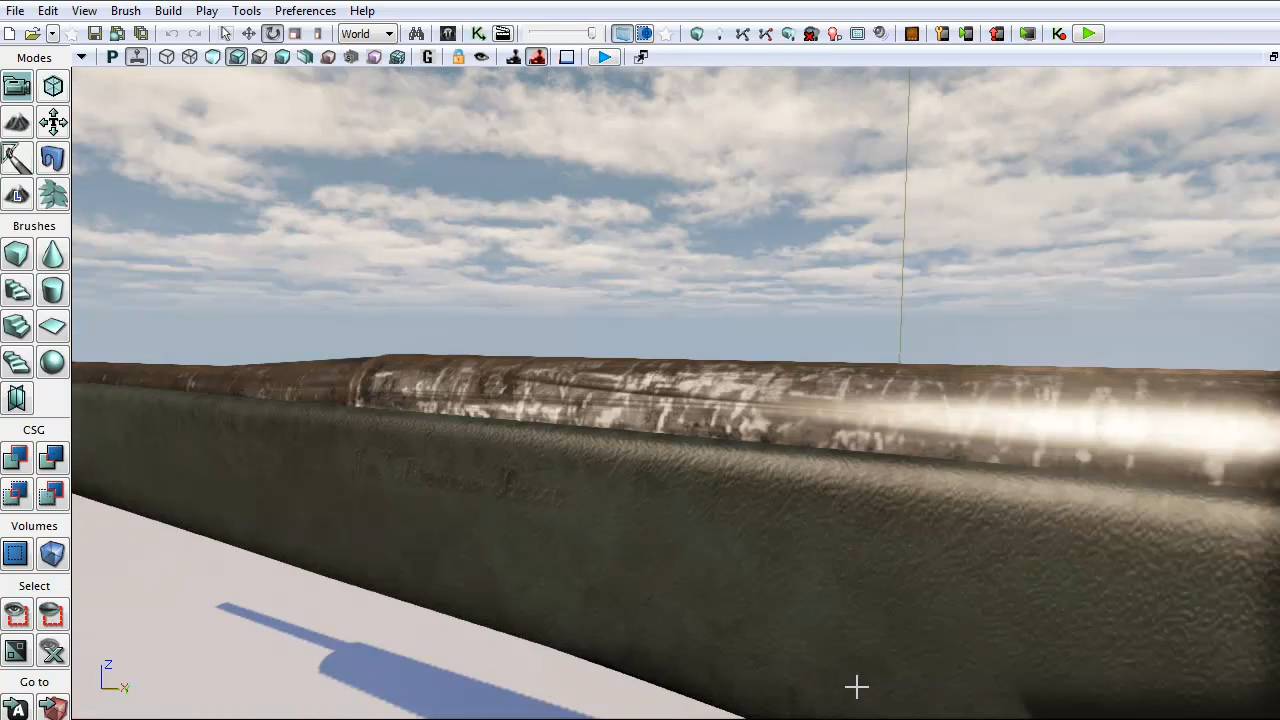 File Edit View Brush Build Play Tools Preferences Help
World
P G
Modes
L
Brushes
CSG
Volumes
Select
Go to
A
Z
X